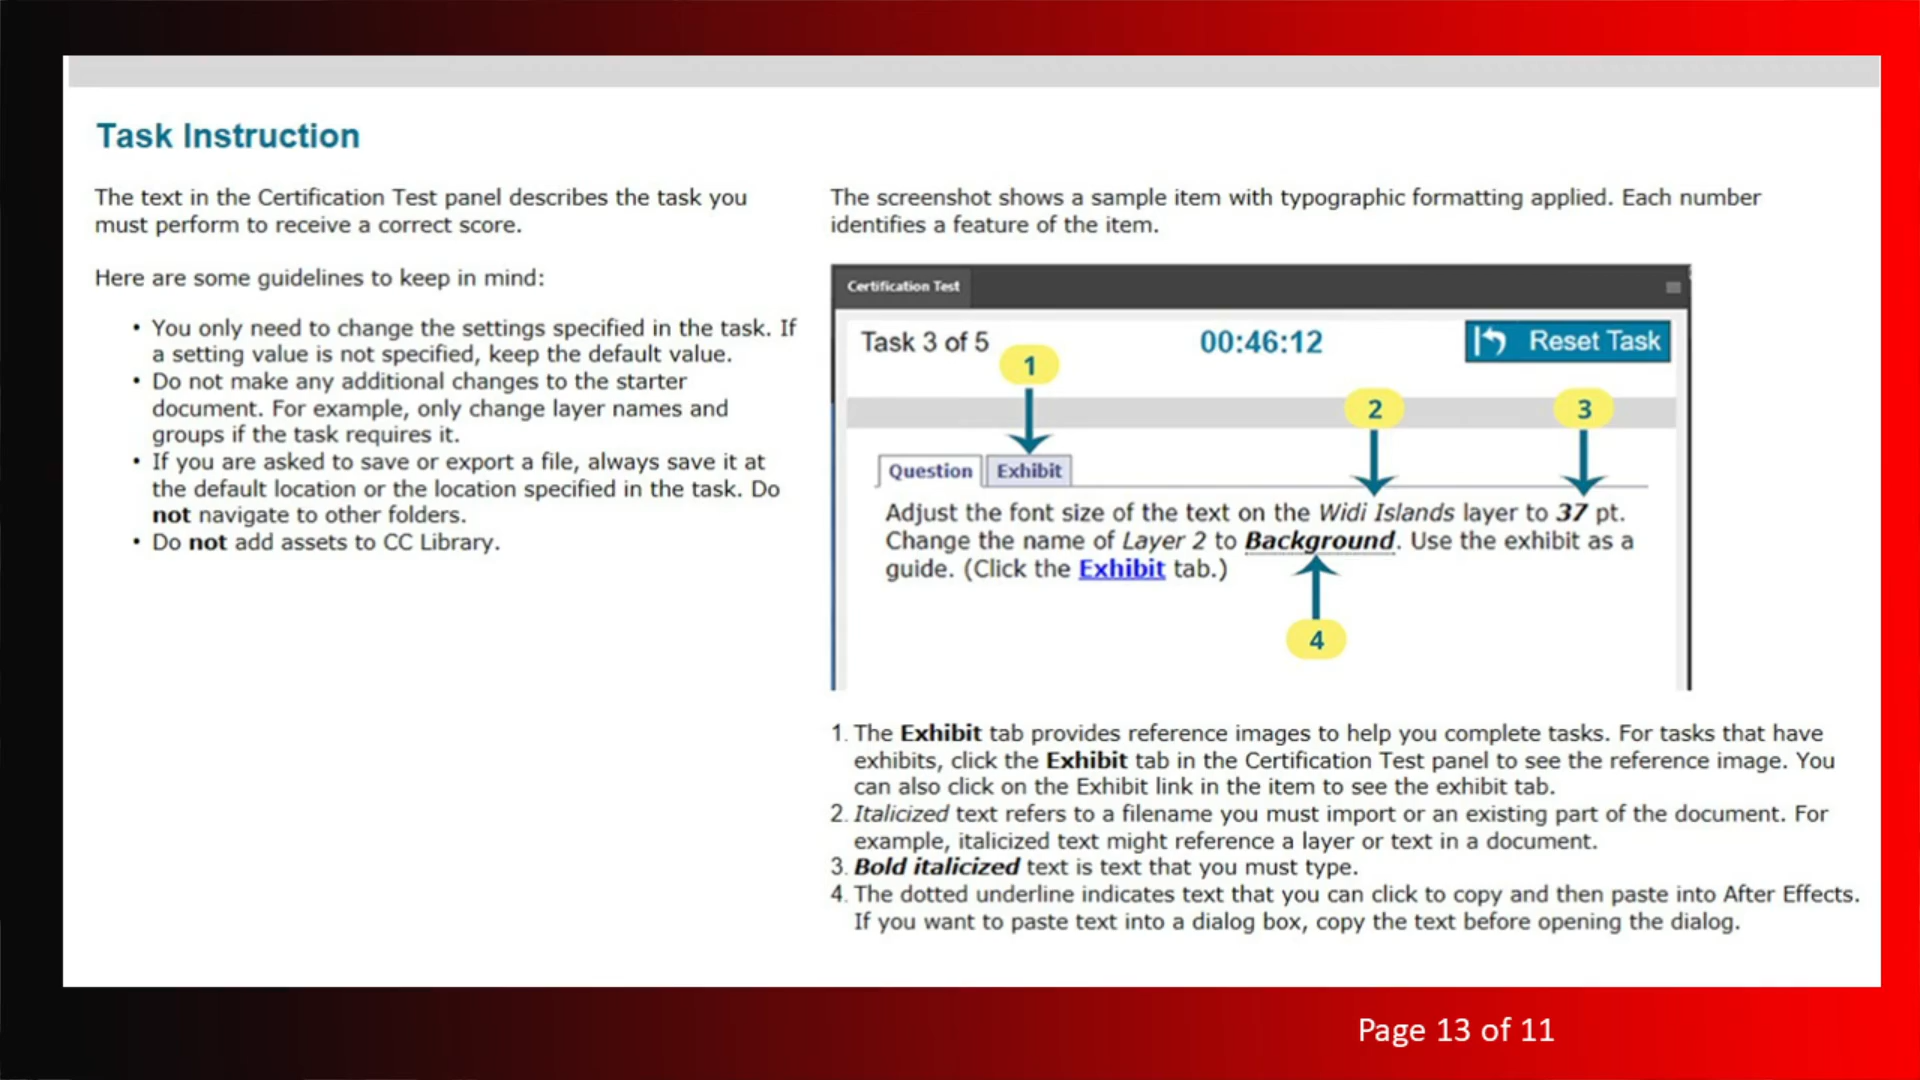 Task Instruction
The text in the Certification Test panel describes the task you
must perform to receive a correct score.
Here are some guidelines to keep in mind:
• You only need to change the settings specified in the task. If
a setting value is not specified, keep the default value.
• Do not make any additional changes to the starter
document. For example, only change layer names and
groups if the task requires it.
• If you are asked to save or export a file, always save it at
the default location or the location specified in the task. Do
not navigate to other folders.
• Do not add assets to CC Library.
The screenshot shows a sample item with typographic formatting applied. Each number
identifies a feature of the item.
Certification Test
Task 3 of 5
00:46:12
Reset Task
1
2
3
Question
Exhibit
Adjust the font size of the text on the Widi Islands layer to 37 pt.
Change the name of Layer 2 to Background. Use the exhibit as a
guide. (Click the Exhibit tab.)
4
1. The Exhibit tab provides reference images to help you complete tasks. For tasks that have
exhibits, click the Exhibit tab in the Certification Test panel to see the reference image. You
can also click on the Exhibit link in the item to see the exhibit tab.
2. Italicized text refers to a filename you must import or an existing part of the document. For
example, italicized text might reference a layer or text in a document.
3. Bold italicized text is text that you must type.
4. The dotted underline indicates text that you can click to copy and then paste into After Effects.
If you want to paste text into a dialog box, copy the text before opening the dialog.
Page 13 of 11